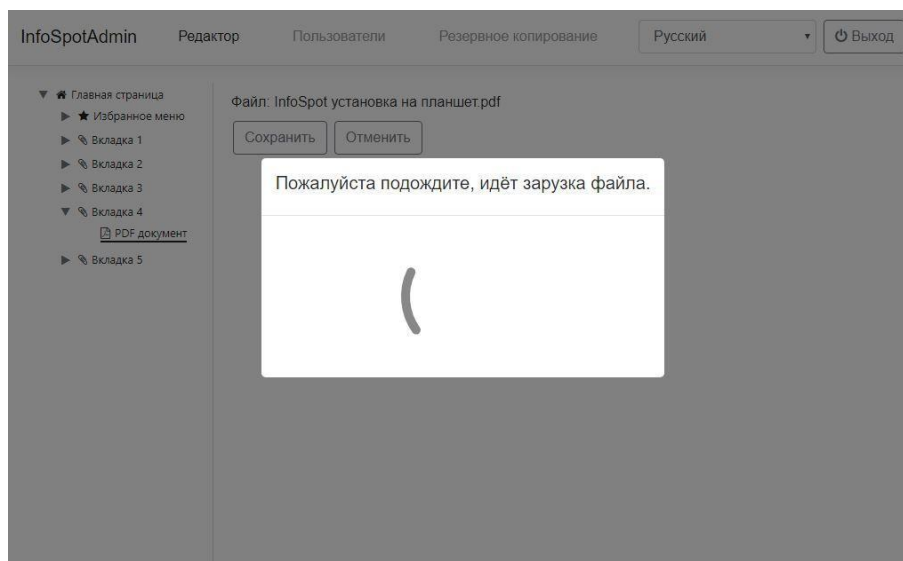 InfoSpotAdmin Редактор Пользователи Резервное копирование Русский Выход
Главная страница
Избранное меню
Вкладка 1
Вкладка 2
Вкладка 3
Вкладка 4
PDF документ
Вкладка 5
Файл: InfoSpot установка на планшет.pdf
Сохранить Отменить
Пожалуйста подождите, идёт зарузка файла.